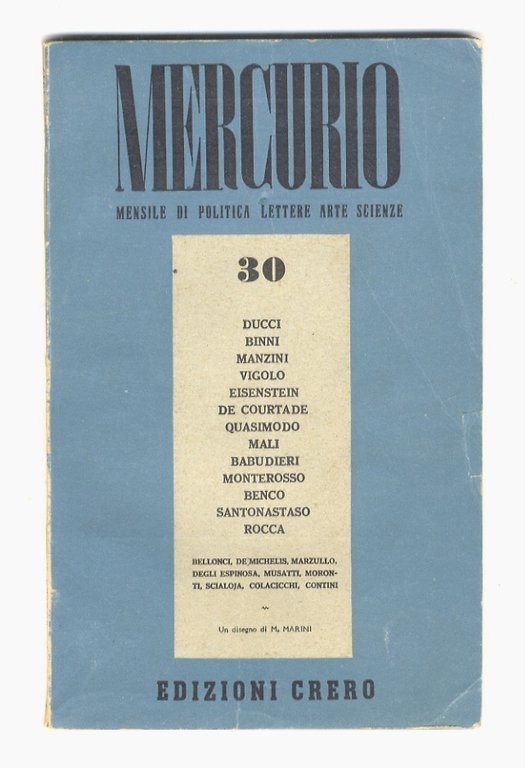 MERCURIO
MENSILE DI POLITICA LETTERE ARTE SCIENZE
30
DUCCI
BINNI
MANZINI
VIGOLO
EISENSTEIN
DE COURTADE
QUASIMODO
MALI
BABUDIERI
MONTEROSSO
BENCO
SANTONASTASO
ROCCA
BELLONCI, DE MICHELIS, MARZULLO,
DEGLI ESPINOSA, MUSATTI, MORON-
TI, SCIALOJA, COLACICCHI, CONTINI
Un disegno di M. MARINI
EDIZIONI CRERO